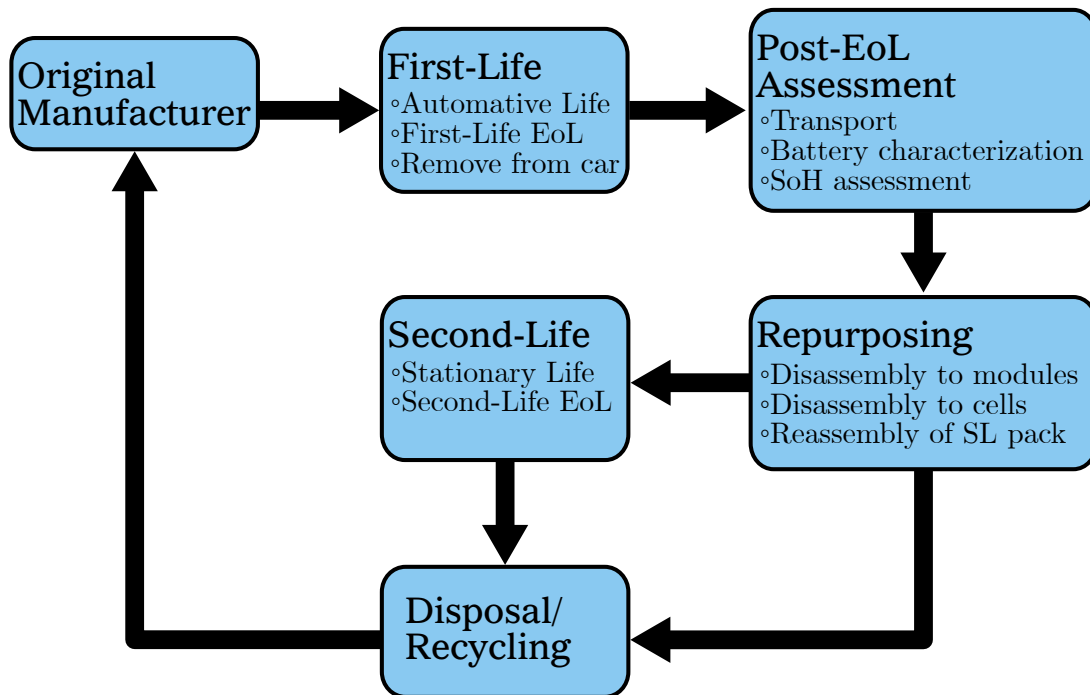 Original
Manufacturer
First-Life
◦Automative Life
◦First-Life EoL
◦Remove from car
Post-EoL
Assessment
◦Transport
◦Battery characterization
◦SoH assessment
Second-Life
◦Stationary Life
◦Second-Life EoL
Repurposing
◦Disassembly to modules
◦Disassembly to cells
◦Reassembly of SL pack
Disposal/
Recycling